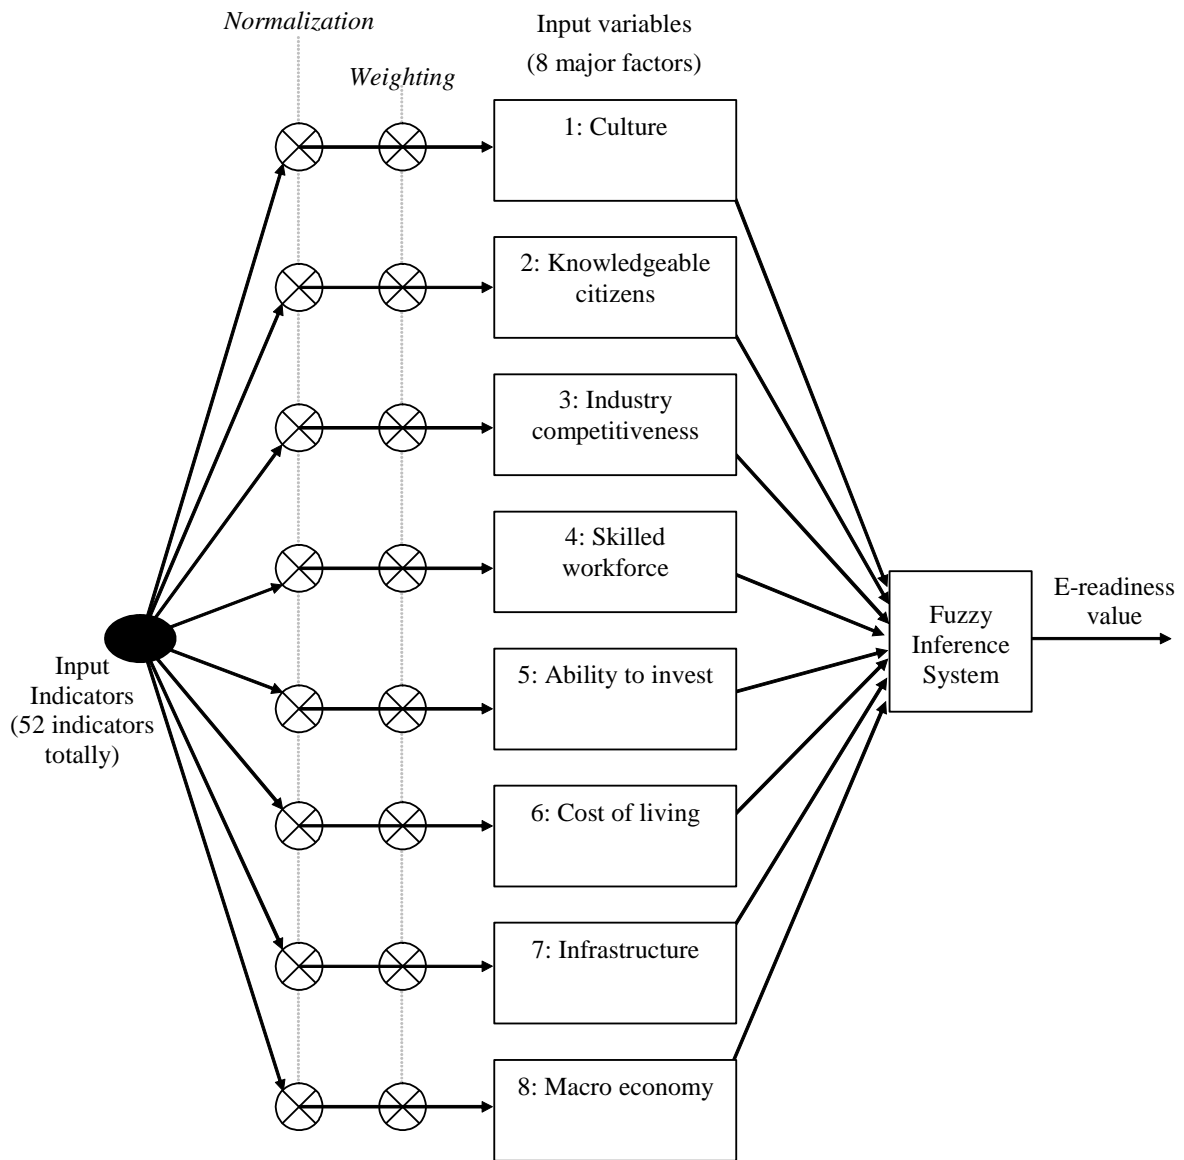 Normalization
Weighting
Input variables
(8 major factors)
1: Culture
2: Knowledgeable
citizens
3: Industry
competitiveness
4: Skilled
workforce
5: Ability to invest
6: Cost of living
7: Infrastructure
8: Macro economy
Input
Indicators
(52 indicators
totally)
Fuzzy
Inference
System
E-readiness
value